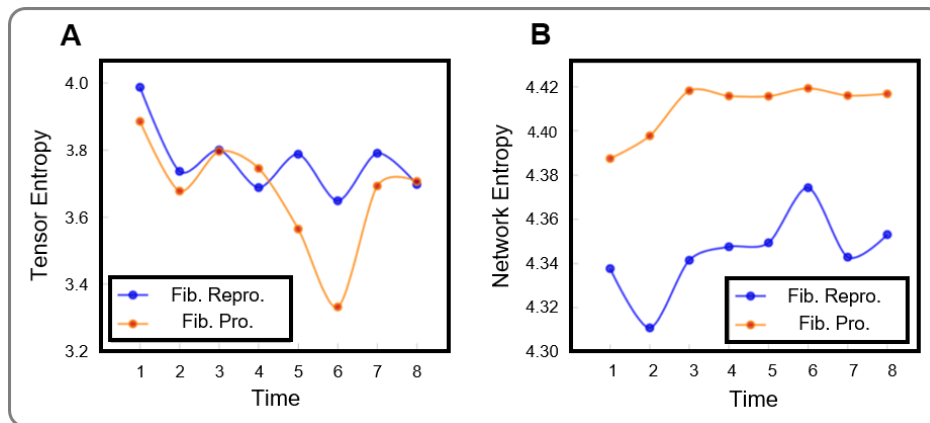 A
Tensor Entropy
4.0
3.8
3.6
3.4
3.2
Fib. Repro.
Fib. Pro.
1 2 3 4 5 6 7 8
Time
B
Network Entropy
4.42
4.40
4.38
4.36
4.34
4.32
4.30
Fib. Repro.
Fib. Pro.
1 2 3 4 5 6 7 8
Time